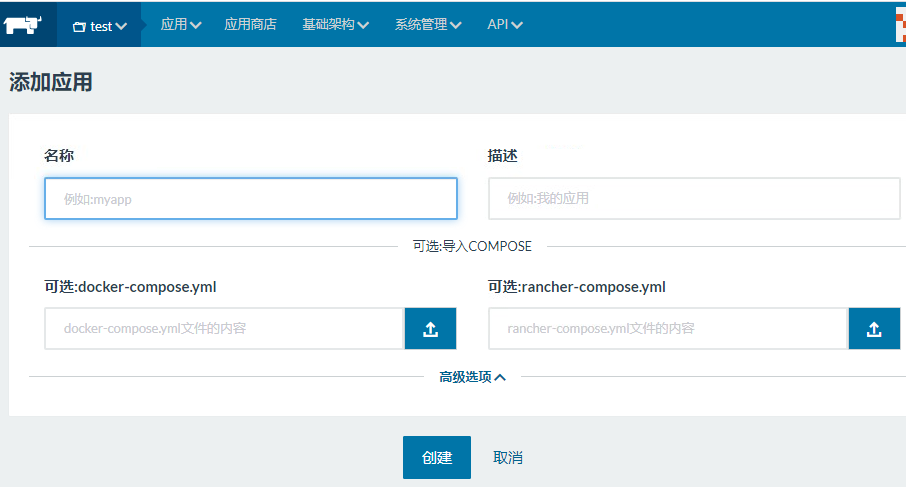 test 应用 应用商店 基础架构 系统管理 API
添加应用
名称 描述
例如:myapp 例如:我的应用
可选:导入COMPOSE
可选:docker-compose.yml 可选:rancher-compose.yml
docker-compose.yml文件的内容 rancher-compose.yml文件的内容
高级选项
创建 取消